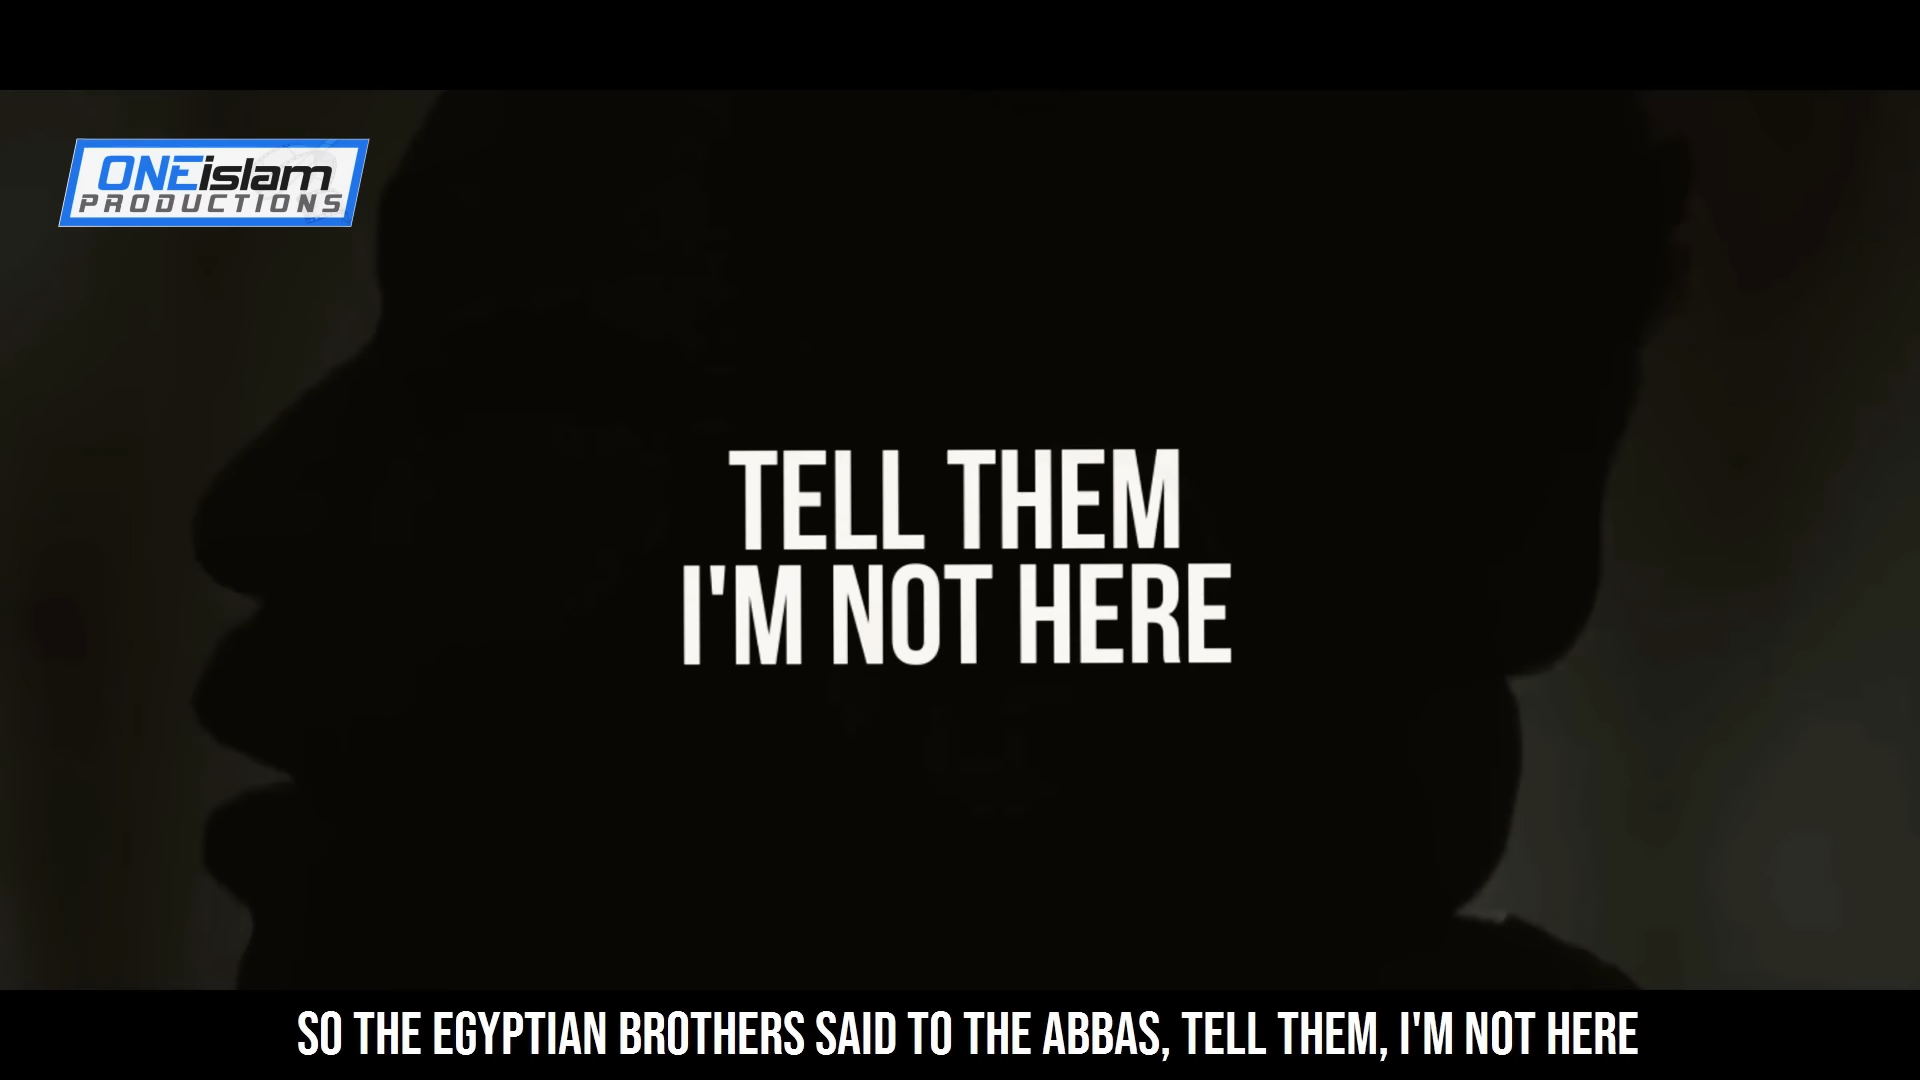 ONEislam
PRODUCTIONS
TELL THEM
I'M NOT HERE
SO THE EGYPTIAN BROTHERS SAID TO THE ABBAS, TELL THEM, I'M NOT HERE